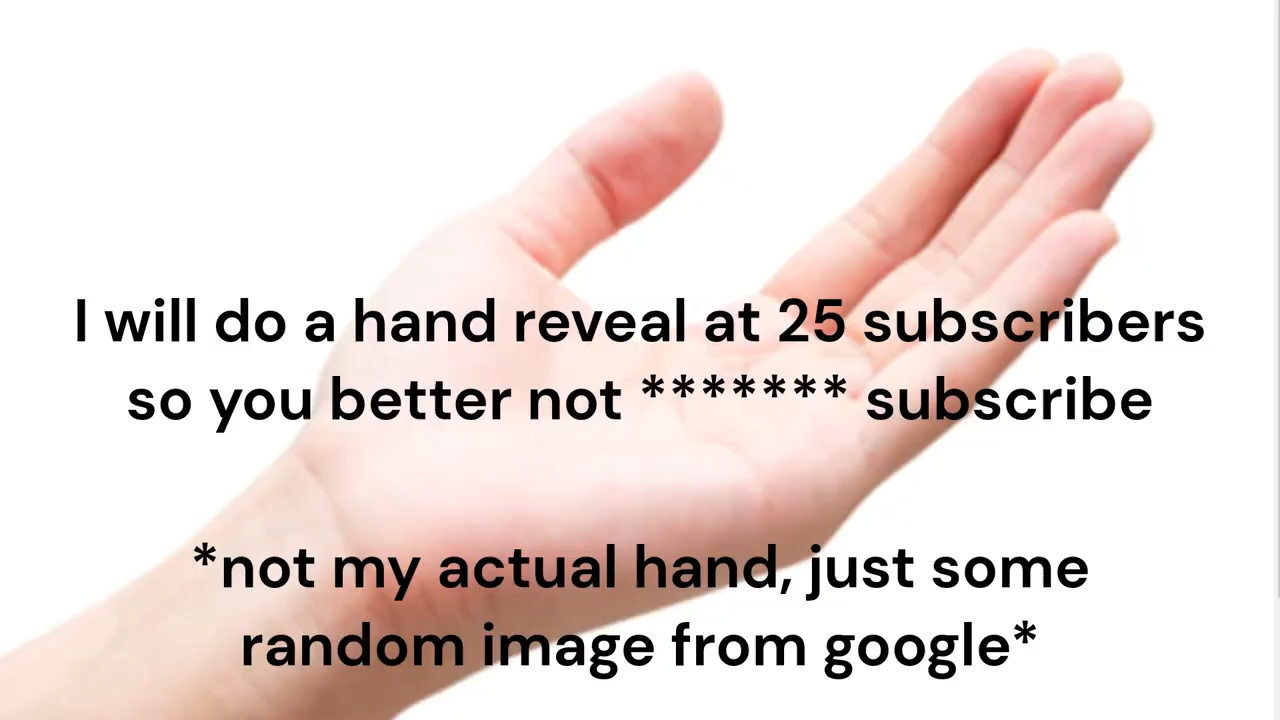 I will do a hand reveal at 25 subscribers
so you better not ******* subscribe
*not my actual hand, just some
random image from google*